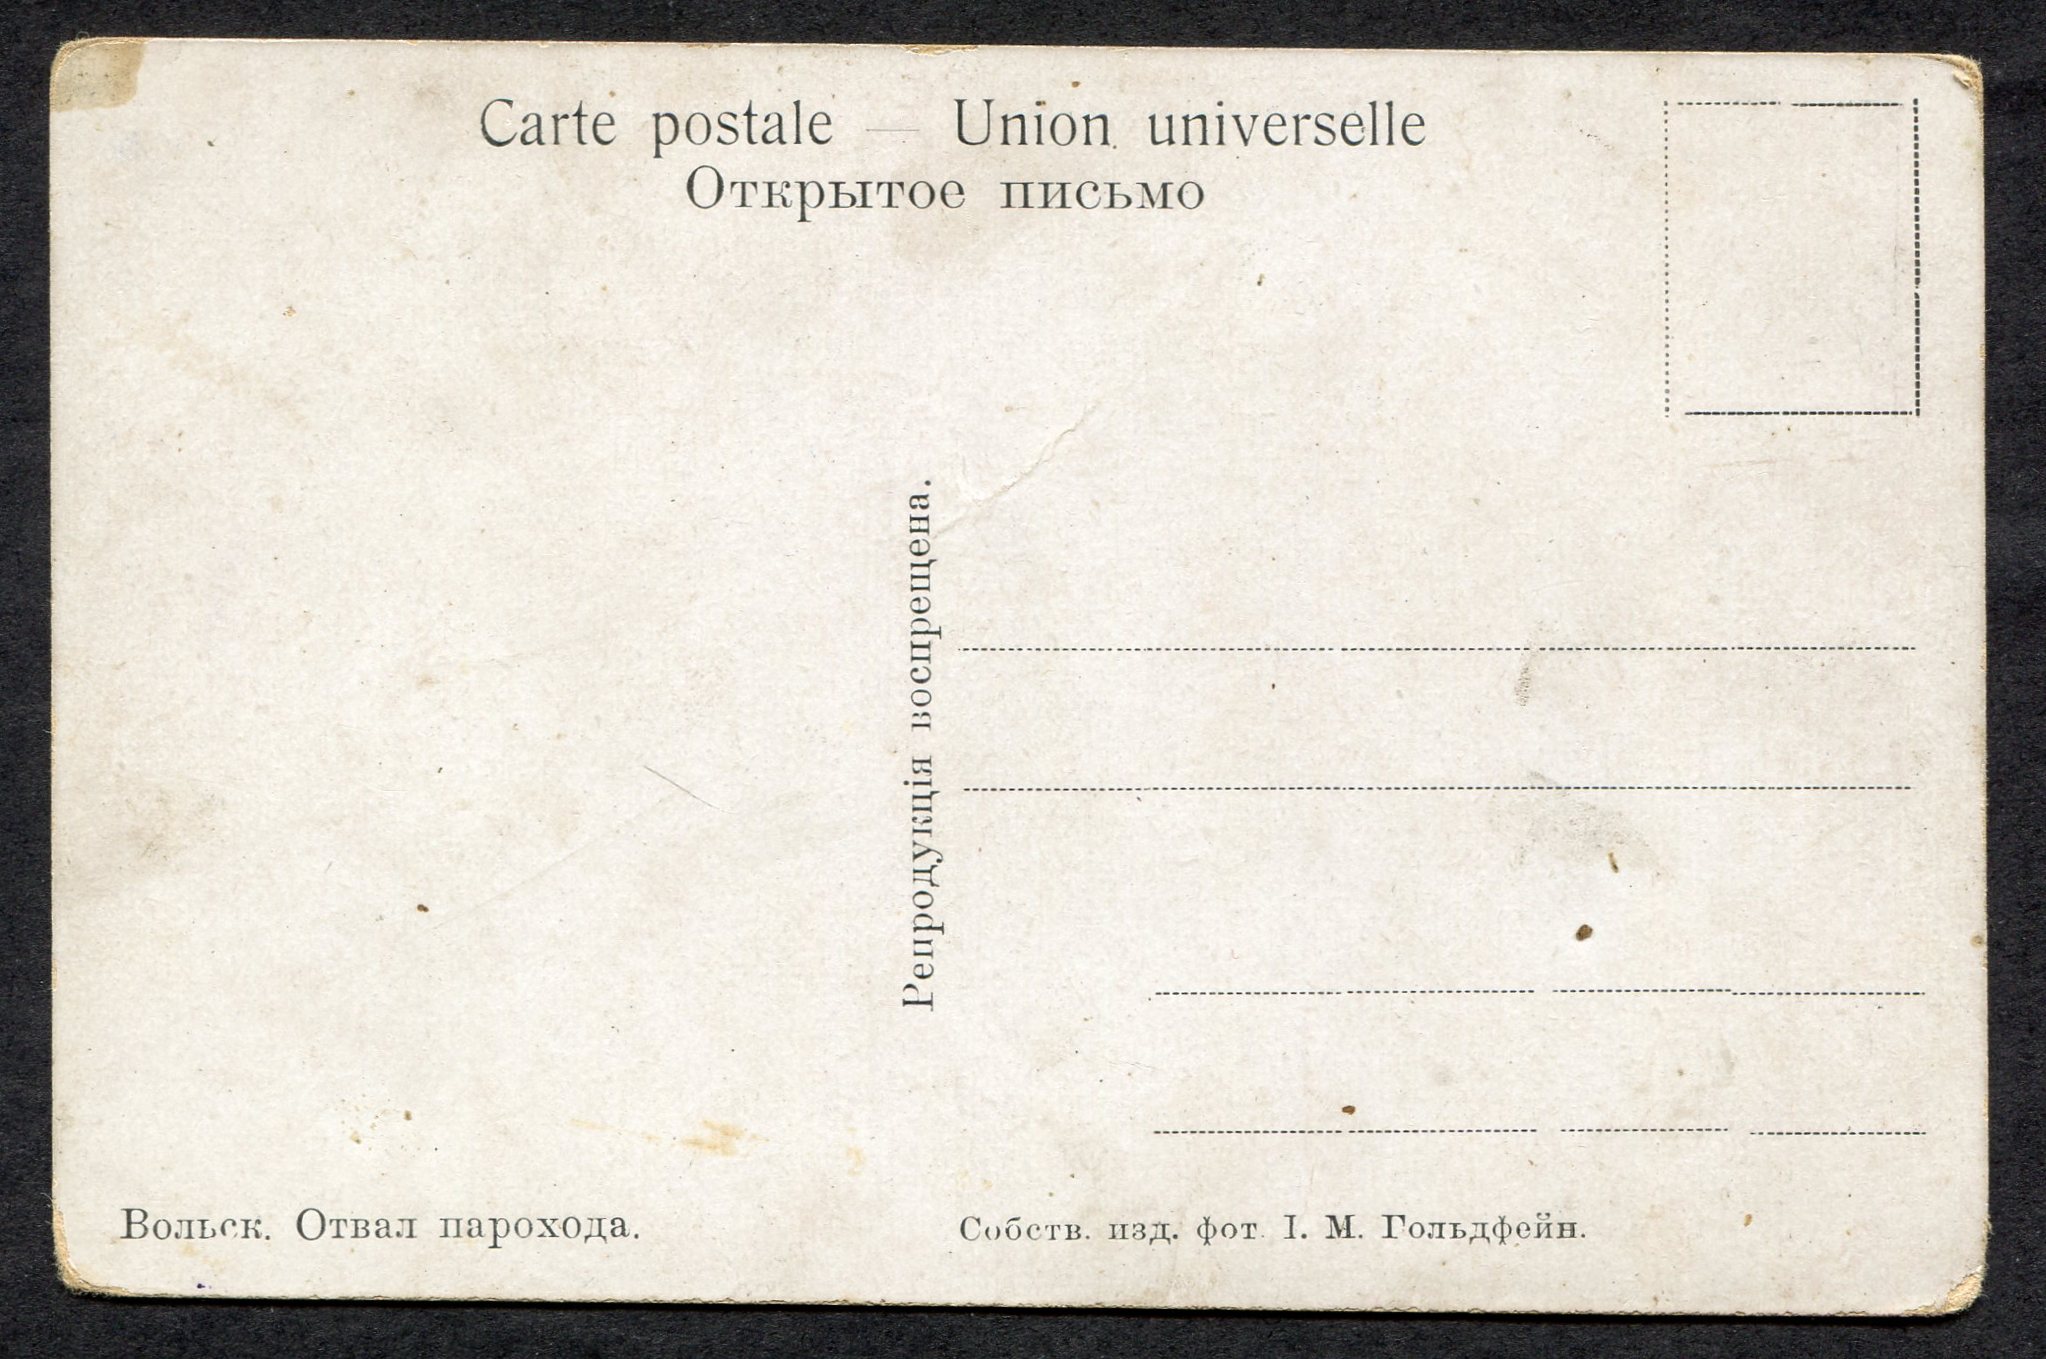 Carte postale — Union universelle
Открытое письмо
Репродукція воспрещена.
Вольск. Отвал парохода.
Собств. изд. фот. І. М. Гольдфейн.